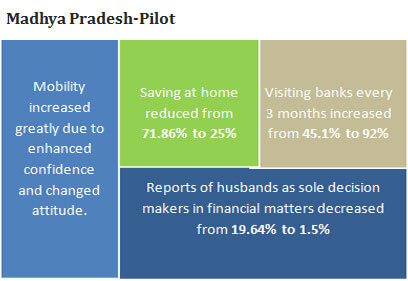 Madhya Pradesh-Pilot
Mobility
increased
greatly due to
enhanced
confidence
and changed
attitude.
Saving at home
reduced from
71.86% to 25%
Visiting banks every
3 months increased
from 45.1% to 92%
Reports of husbands as sole decision
makers in financial matters decreased
from 19.64% to 1.5%